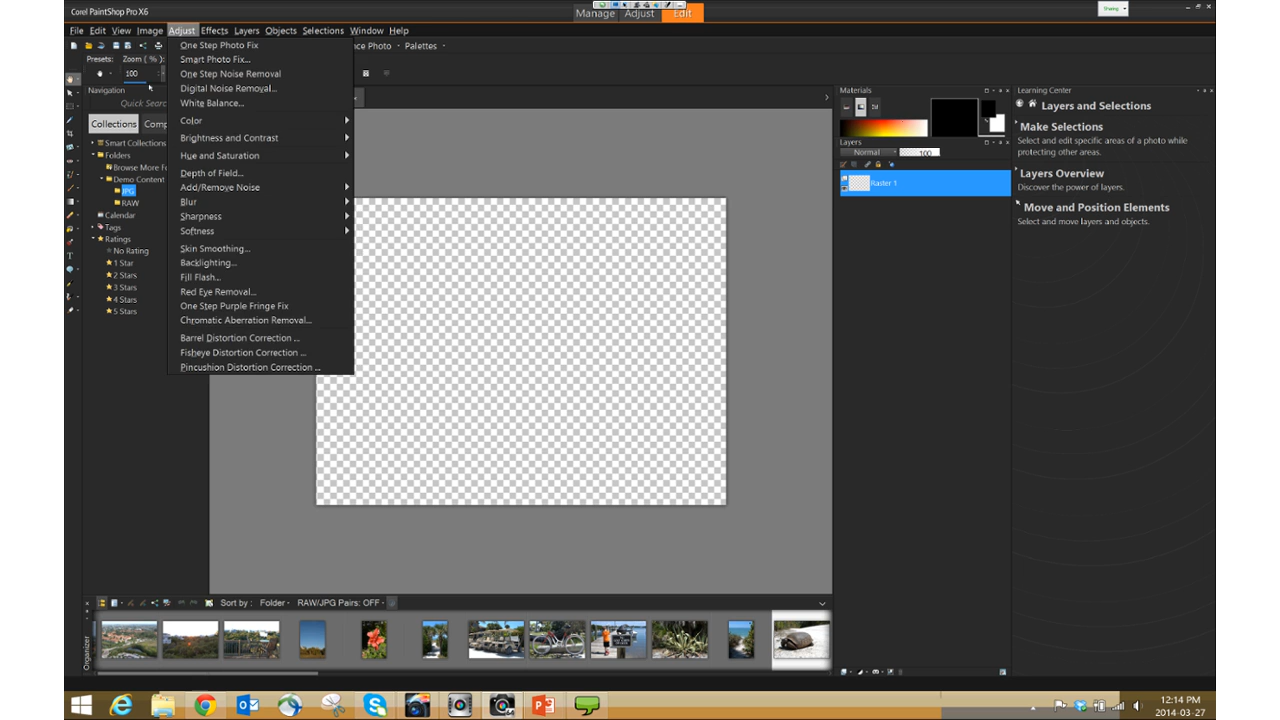 Corel PaintShop Pro X6
Manage Adjust Edit
Sharing
File Edit View Image Adjust Effects Layers Objects Selections Window Help
Palettes
Presets: Zoom ( % ):
100
Navigation
Collections
Smart Collections
Folders
Browse More F
Demo Content
JPG
RAW
Calendar
Tags
Ratings
No Rating
1 Star
2 Stars
3 Stars
4 Stars
5 Stars
One Step Photo Fix
Smart Photo Fix...
One Step Noise Removal
Digital Noise Removal...
White Balance...
Color
Brightness and Contrast
Hue and Saturation
Depth of Field...
Add/Remove Noise
Blur
Sharpness
Softness
Skin Smoothing...
Backlighting...
Fill Flash...
Red Eye Removal...
One Step Purple Fringe Fix
Chromatic Aberration Removal...
Barrel Distortion Correction ...
Fisheye Distortion Correction ...
Pincushion Distortion Correction ...
Materials
Layers
Normal 100
Raster 1
Learning Center
Layers and Selections
Make Selections
Select and edit specific areas of a photo while
protecting other areas.
Layers Overview
Discover the power of layers.
Move and Position Elements
Select and move layers and objects.
Sort by : Folder RAW/JPG Pairs: OFF
Organizer
12:14 PM
2014-03-27